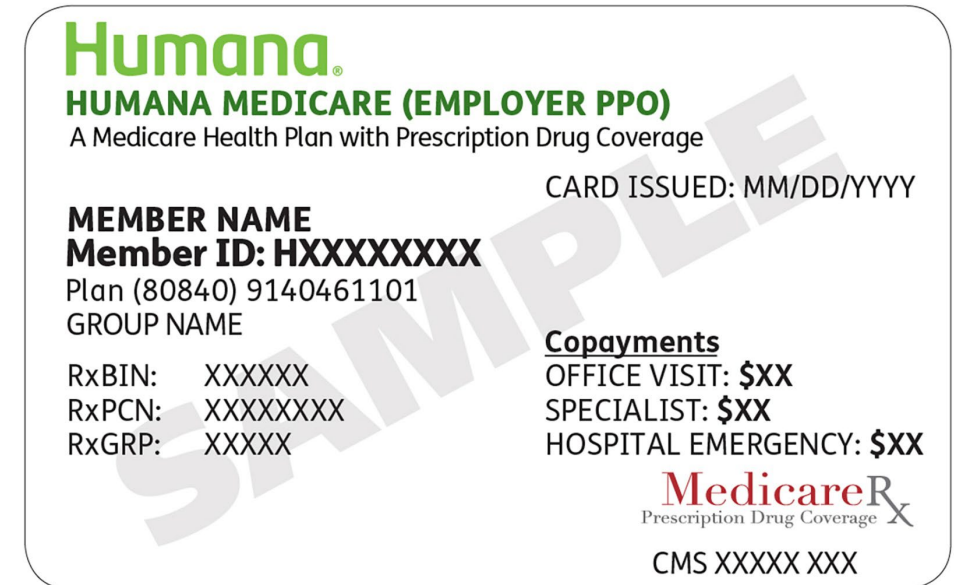 Humana®
HUMANA MEDICARE (EMPLOYER PPO)
A Medicare Health Plan with Prescription Drug Coverage
CARD ISSUED: MM/DD/YYYY
MEMBER NAME
Member ID: HXXXXXXXX
Plan (80840) 9140461101
GROUP NAME
RxBIN: XXXXXX
RxPCN: XXXXXXXX
RxGRP: XXXXX
Copayments
OFFICE VISIT: $XX
SPECIALIST: $XX
HOSPITAL EMERGENCY: $XX
MedicareRx
Prescription Drug Coverage
CMS XXXXX XXX
SAMPLE